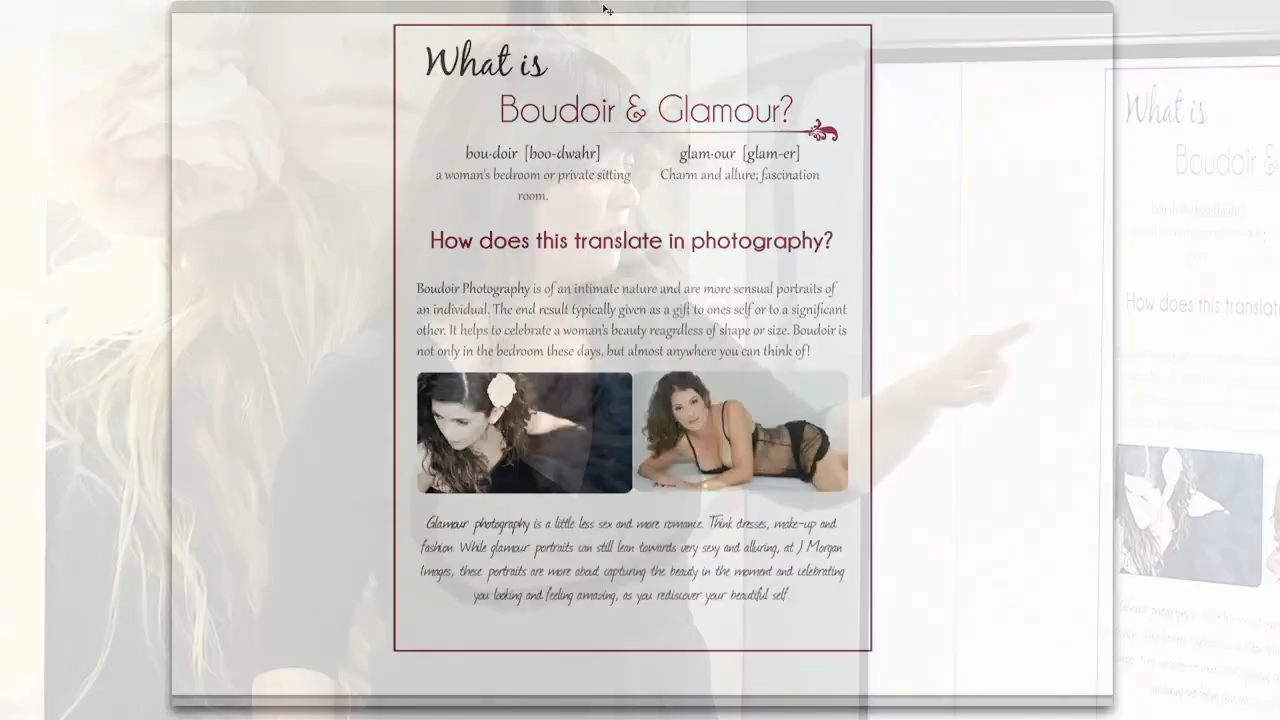 What is
Boudoir & Glamour?
bou·doir [boo-dwahr]
a woman's bedroom or private sitting
room.
glam·our [glam-er]
Charm and allure; fascination
How does this translate in photography?
Boudoir Photography is of an intimate nature and are more sensual portraits of
an individual. The end result typically given as a gift to ones self or to a significant
other. It helps to celebrate a woman's beauty reagrdless of shape or size. Boudoir is
not only in the bedroom these days, but almost anywhere you can think of!
Glamour photography is a little less sex and more romance. Think dresses, make-up and
fashion. While glamour portraits can still lean towards very sexy and alluring, at J Morgan
Images, these portraits are more about capturing the beauty in the moment and celebrating
you looking and feeling amazing, as you rediscover your beautiful self.
What is
Boudoir &
How does this translat